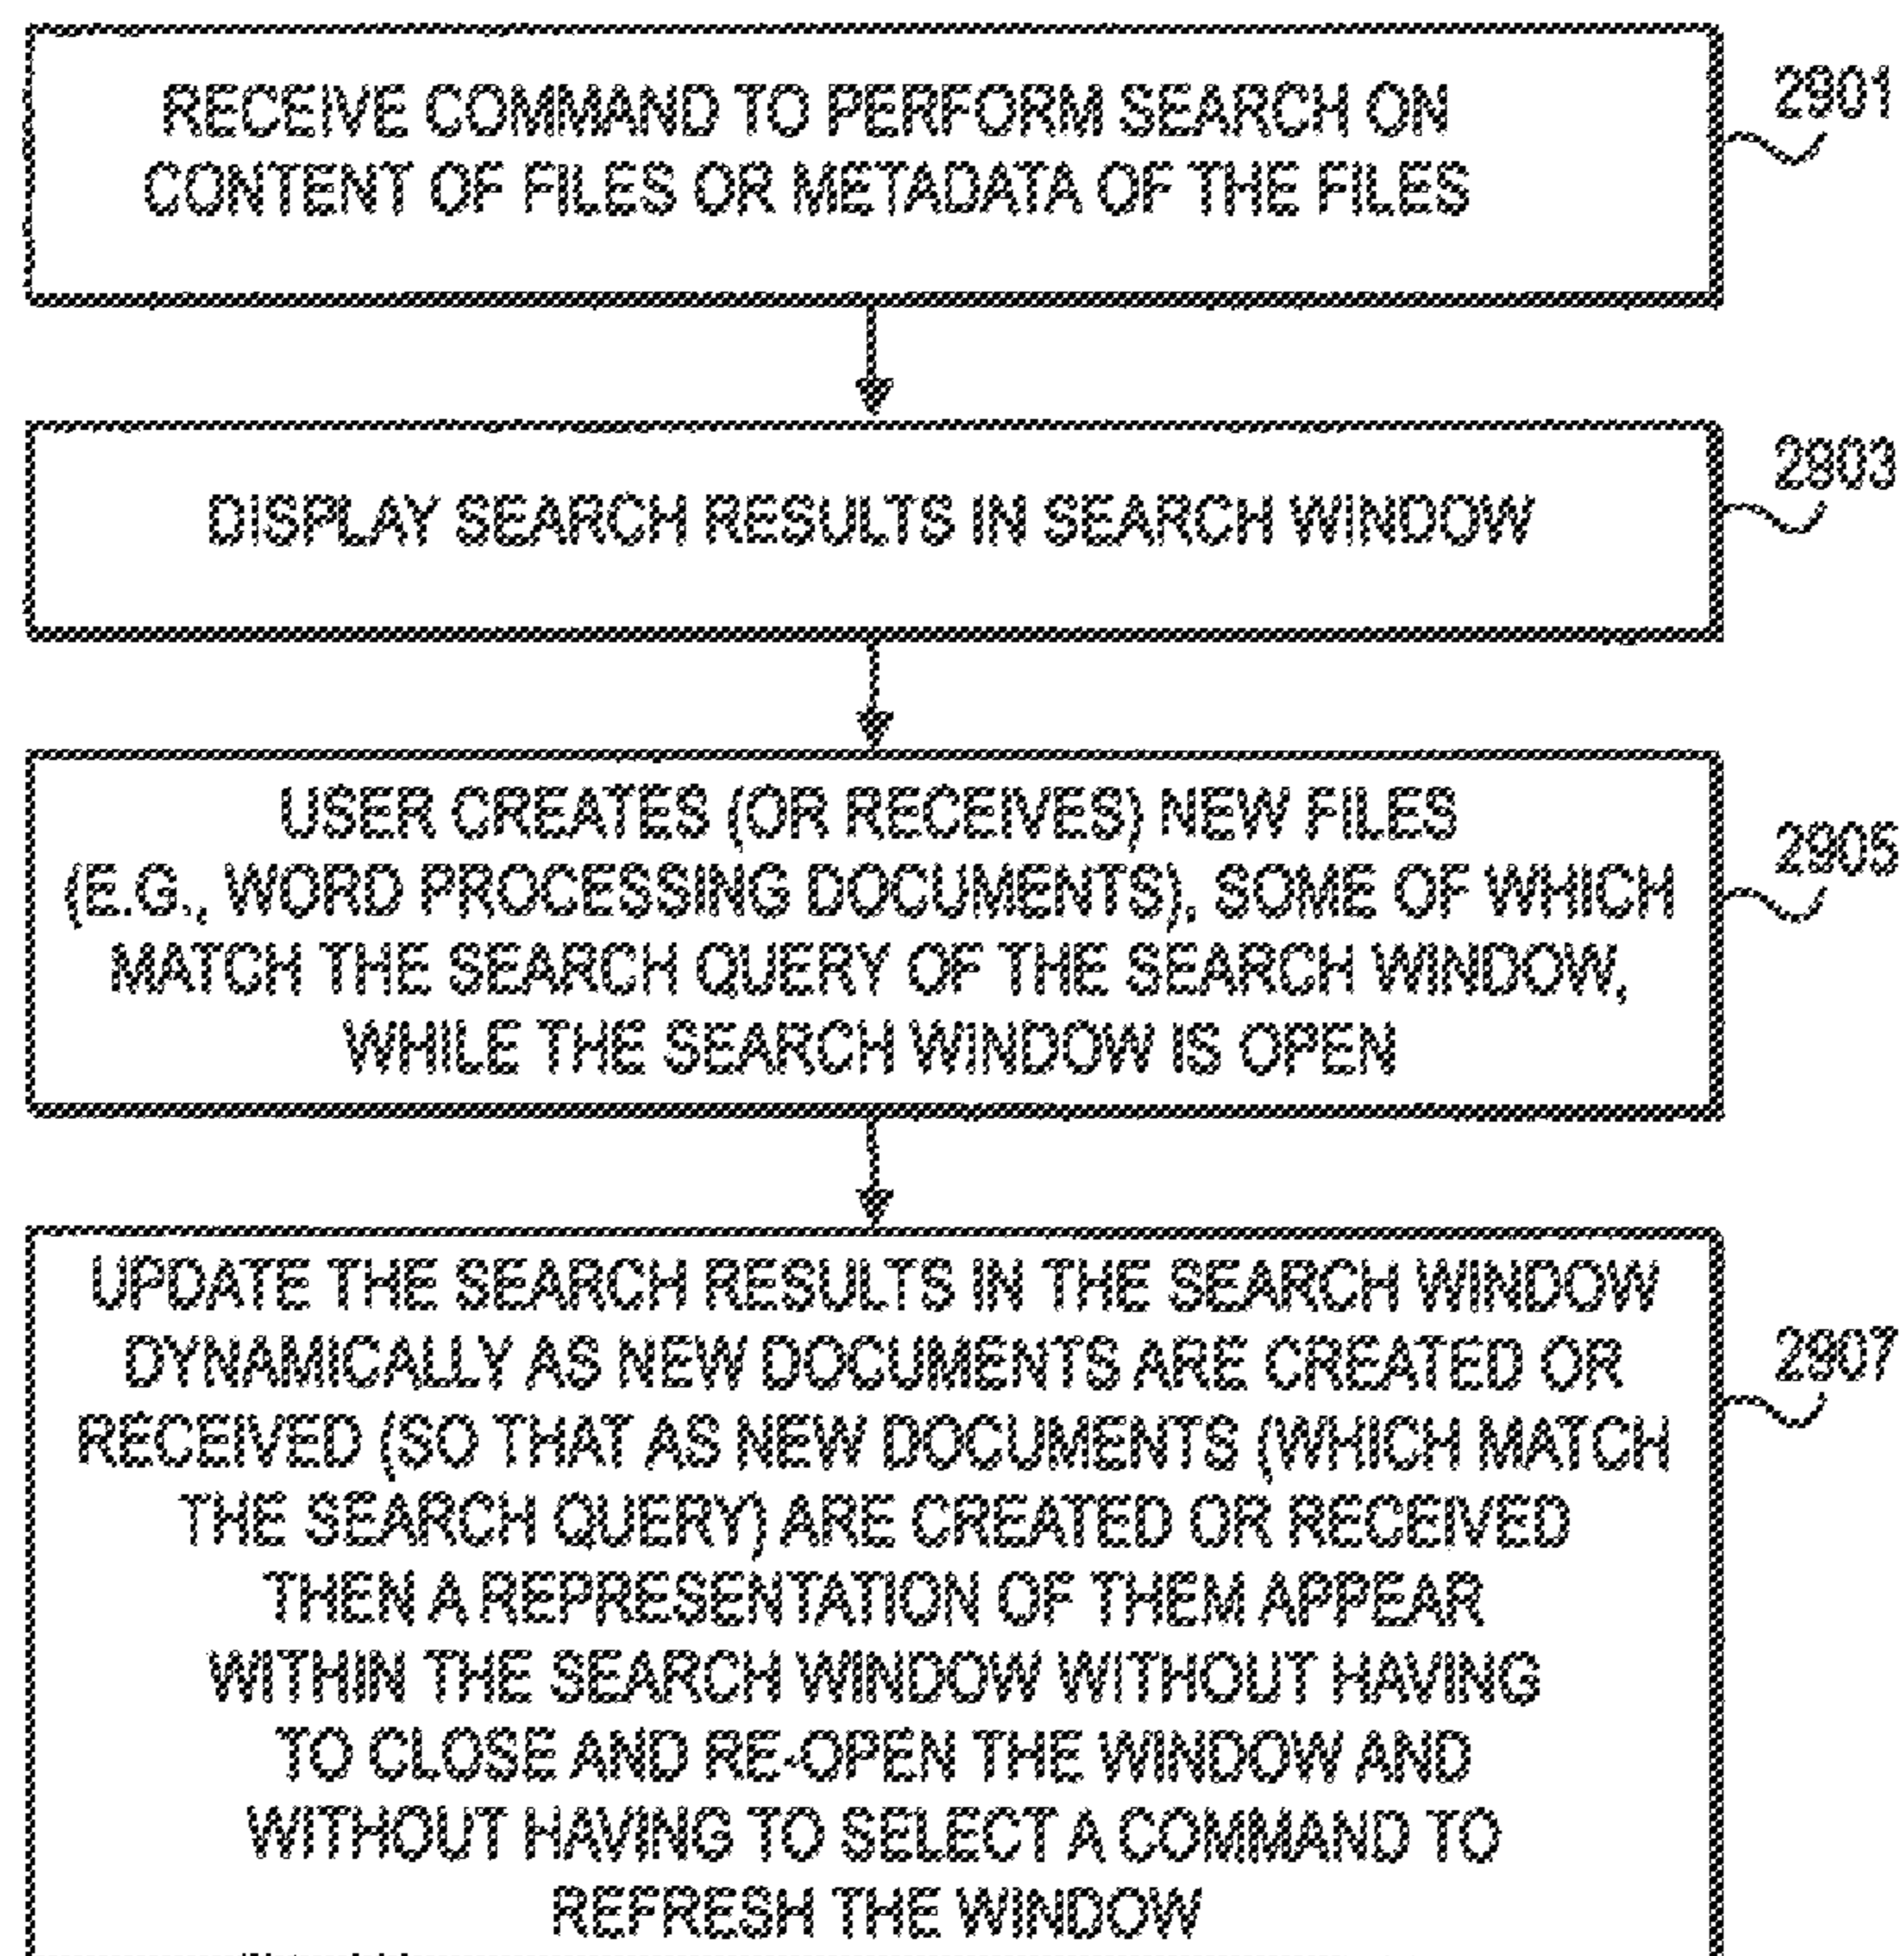 RECEIVE COMMAND TO PERFORM SEARCH ON
CONTENT OF FILES OR METADATA OF THE FILES
2901
DISPLAY SEARCH RESULTS IN SEARCH WINDOW
2903
USER CREATES (OR RECEIVES) NEW FILES
(E.G., WORD PROCESSING DOCUMENTS), SOME OF WHICH
MATCH THE SEARCH QUERY OF THE SEARCH WINDOW,
WHILE THE SEARCH WINDOW IS OPEN
2905
UPDATE THE SEARCH RESULTS IN THE SEARCH WINDOW
DYNAMICALLY AS NEW DOCUMENTS ARE CREATED OR
RECEIVED (SO THAT AS NEW DOCUMENTS (WHICH MATCH
THE SEARCH QUERY) ARE CREATED OR RECEIVED
THEN A REPRESENTATION OF THEM APPEAR
WITHIN THE SEARCH WINDOW WITHOUT HAVING
TO CLOSE AND RE-OPEN THE WINDOW AND
WITHOUT HAVING TO SELECT A COMMAND TO
REFRESH THE WINDOW
2907